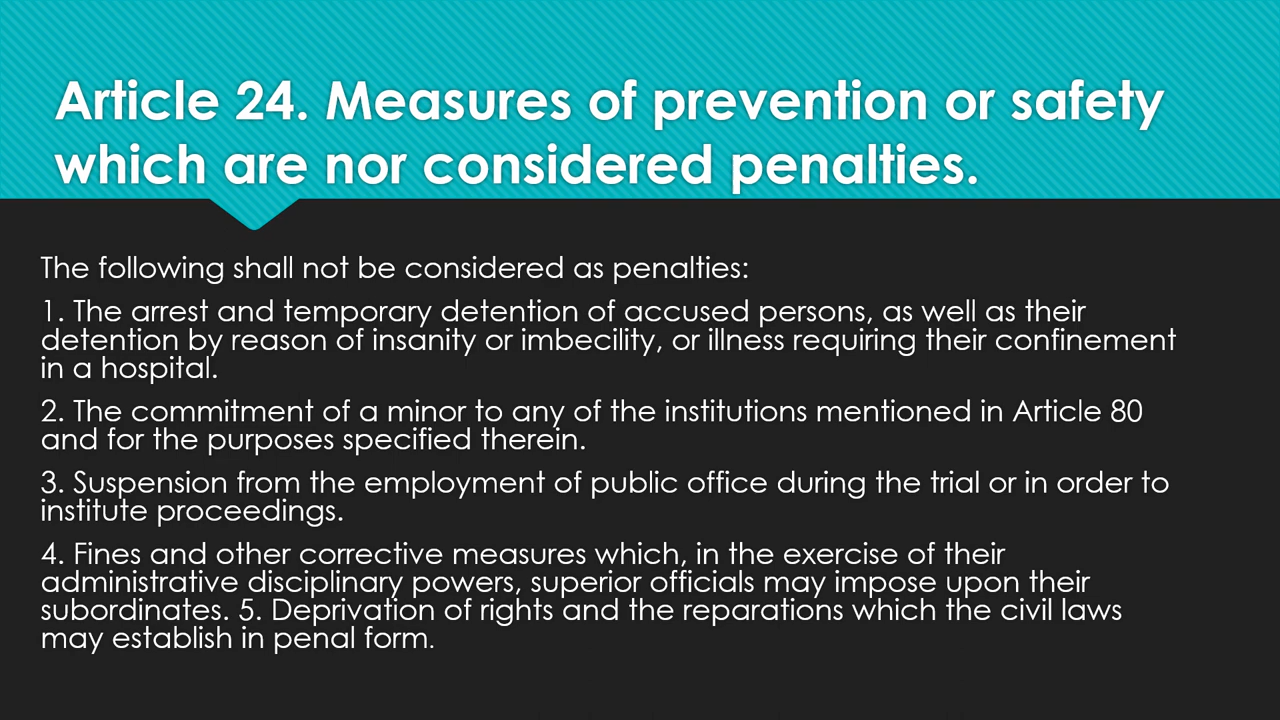 Article 24. Measures of prevention or safety
which are nor considered penalties.
The following shall not be considered as penalties:
1. The arrest and temporary detention of accused persons, as well as their
detention by reason of insanity or imbecility, or illness requiring their confinement
in a hospital.
2. The commitment of a minor to any of the institutions mentioned in Article 80
and for the purposes specified therein.
3. Suspension from the employment of public office during the trial or in order to
institute proceedings.
4. Fines and other corrective measures which, in the exercise of their
administrative disciplinary powers, superior officials may impose upon their
subordinates. 5. Deprivation of rights and the reparations which the civil laws
may establish in penal form.